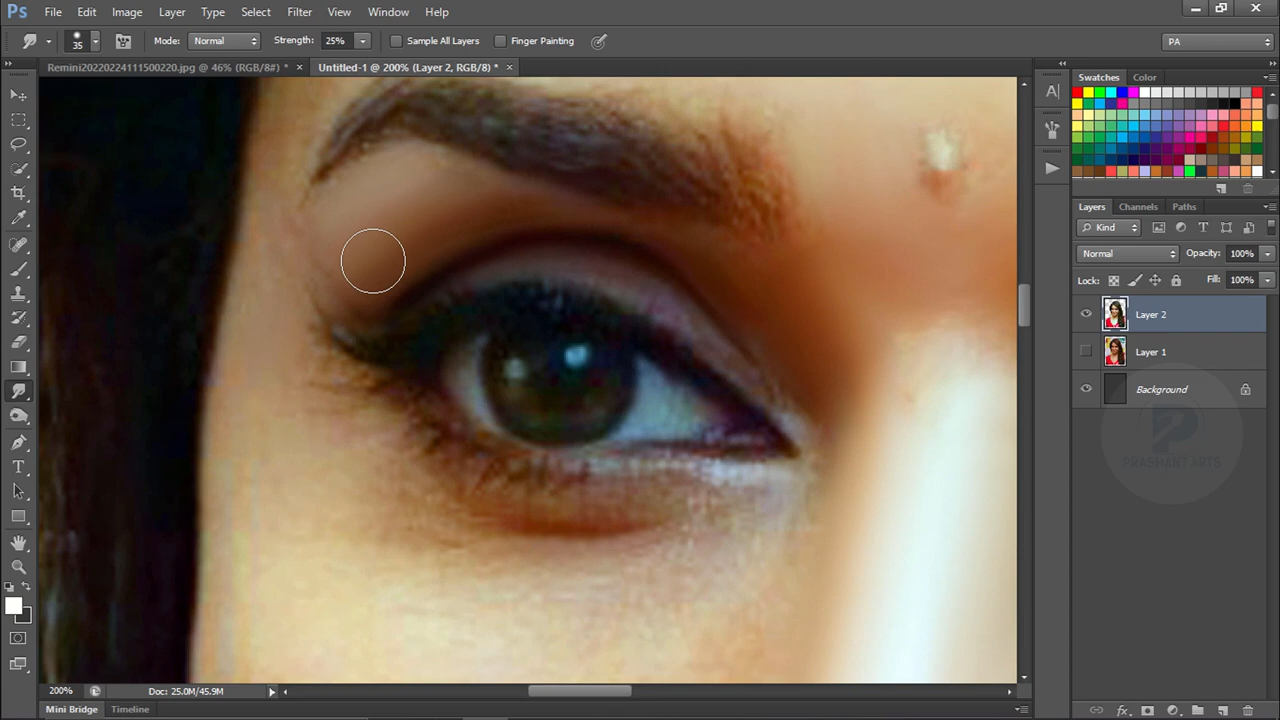 Ps File Edit Image Layer Type Select Filter View Window Help
35 Mode: Normal Strength: 25% Sample All Layers Finger Painting PA
Remini20220224111500220.jpg @ 46% (RGB/8#) * × Untitled-1 @ 200% (Layer 2, RGB/8) * ×
Swatches Color
Layers Channels Paths
Kind
Normal Opacity: 100%
Lock: Fill: 100%
Layer 2
Layer 1
Background
PRASHANT ARTS
200% Doc: 25.0M/45.9M
Mini Bridge Timeline